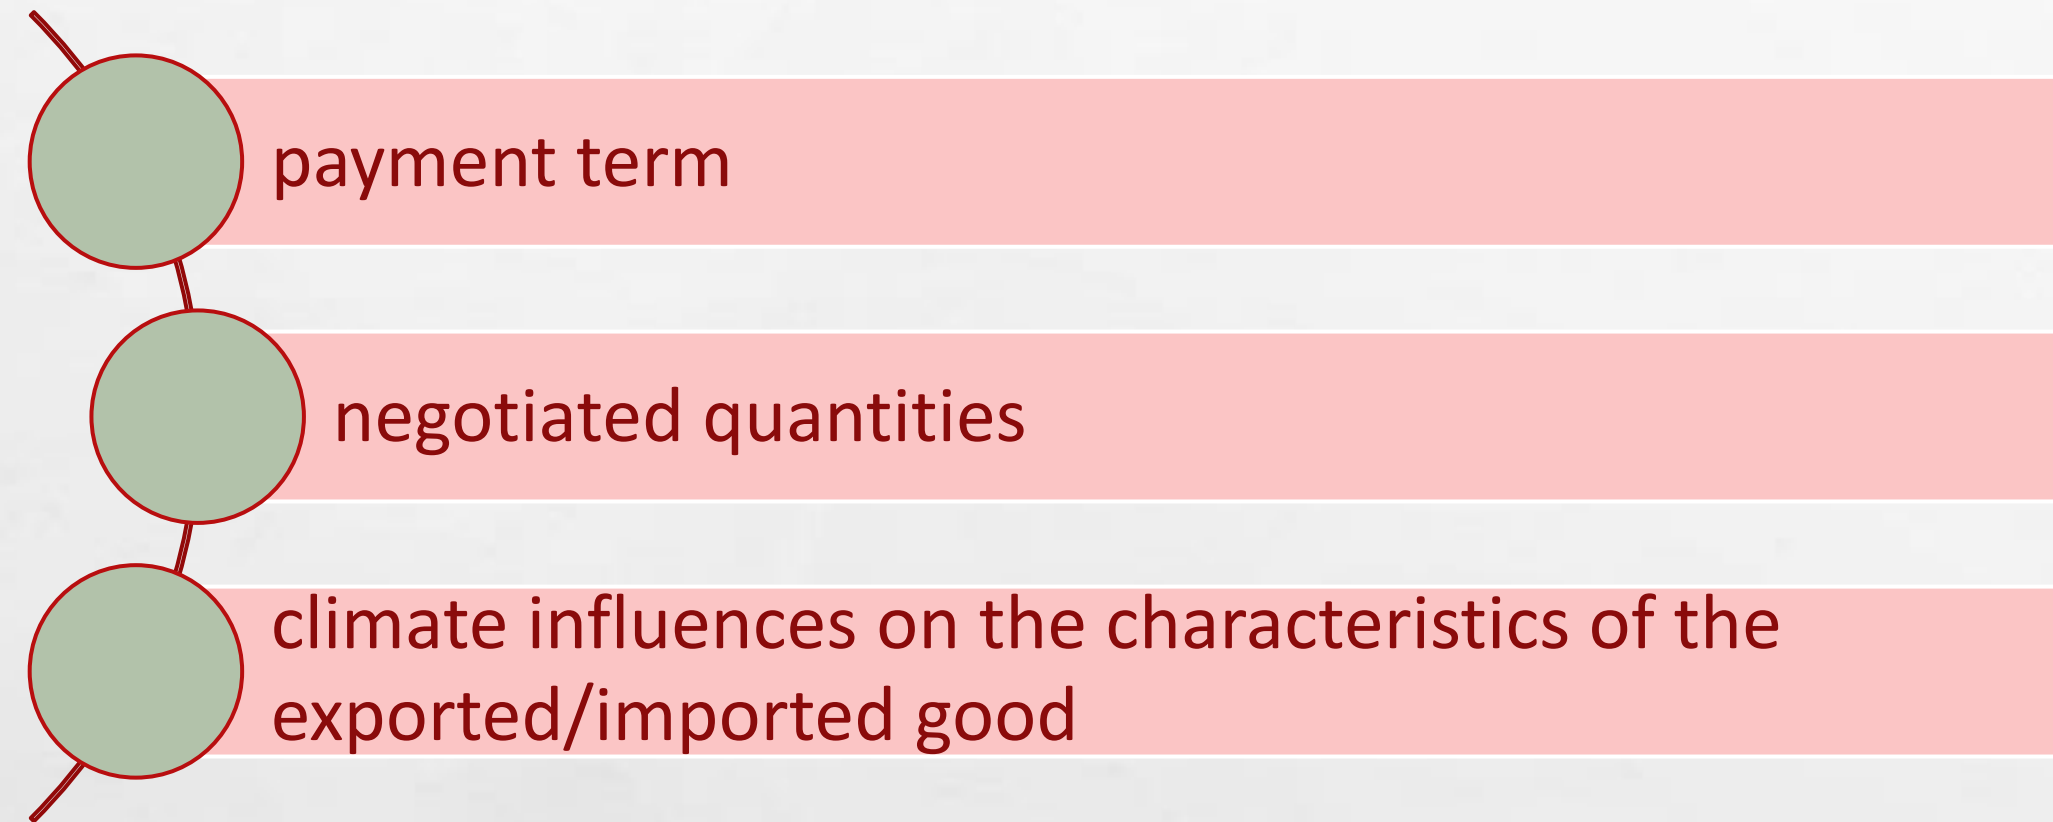 payment term
negotiated quantities
climate influences on the characteristics of the
exported/imported good